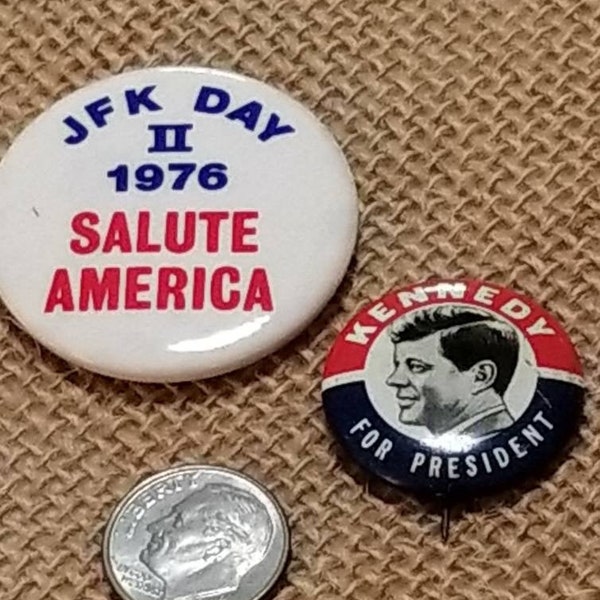 JFK DAY
II
1976
SALUTE
AMERICA
KENNEDY
FOR PRESIDENT
LIBERTY